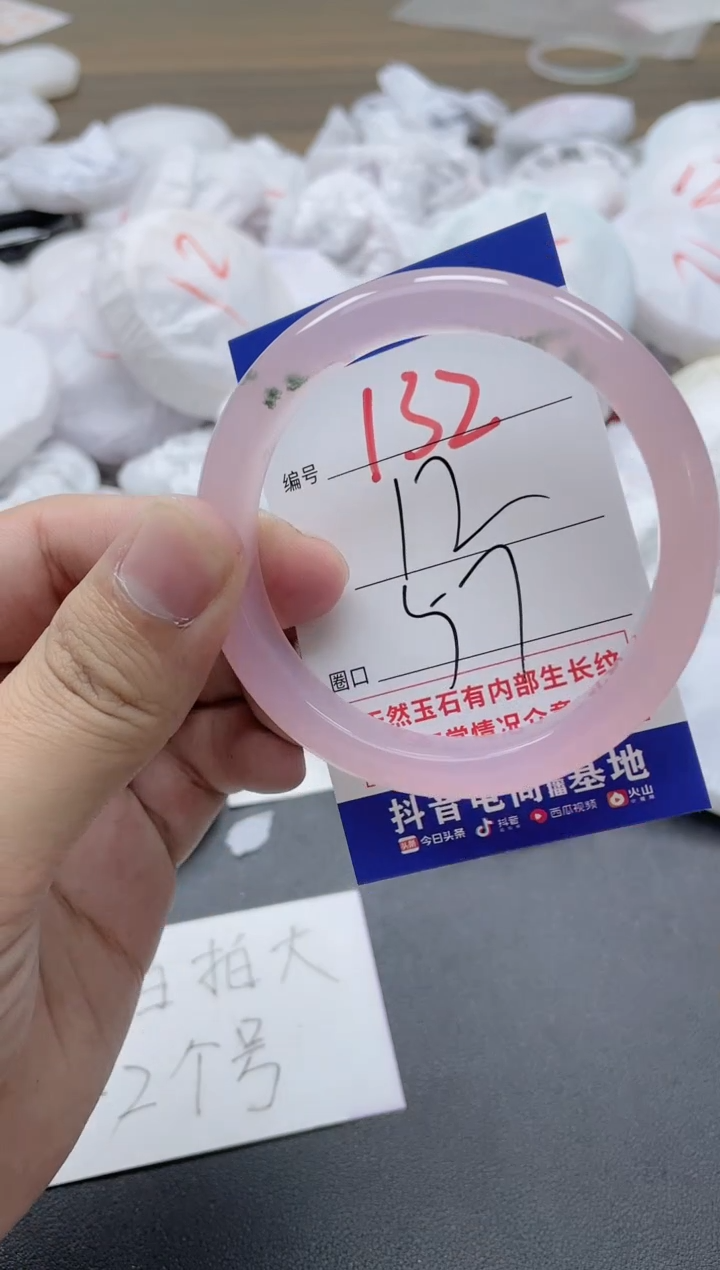 12
编号 132
12
圈口 57
天然玉石有内部生长纹
抖音电商直播基地
今日头条 抖音 西瓜视频 火山
拍大
2个号